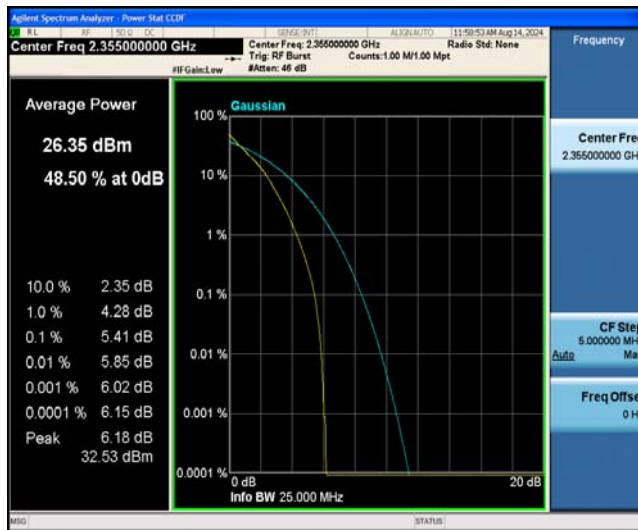 Agilent Spectrum Analyzer - Power Stat CCDF
RL RF 50 Ω DC SENSE:INT ALIGN AUTO 11:58:53 AM Aug 14, 2024
Center Freq 2.355000000 GHz
Center Freq: 2.355000000 GHz Radio Std: None
Trig: RF Burst Counts:1.00 M/1.00 Mpt
#IFGain:Low #Atten: 46 dB
Frequency
Average Power
26.35 dBm
48.50 % at 0dB
10.0 % 2.35 dB
1.0 % 4.28 dB
0.1 % 5.41 dB
0.01 % 5.85 dB
0.001 % 6.02 dB
0.0001 % 6.15 dB
Peak 6.18 dB
32.53 dBm
Gaussian
100 %
10 %
1 %
0.1 %
0.01 %
0.001 %
0.0001 %
0 dB 20 dB
Info BW 25.000 MHz
Center Fre
2.355000000 GH
CF Step
5.000000 MH
Auto Ma
Freq Offse
0 H
MSG STATUS